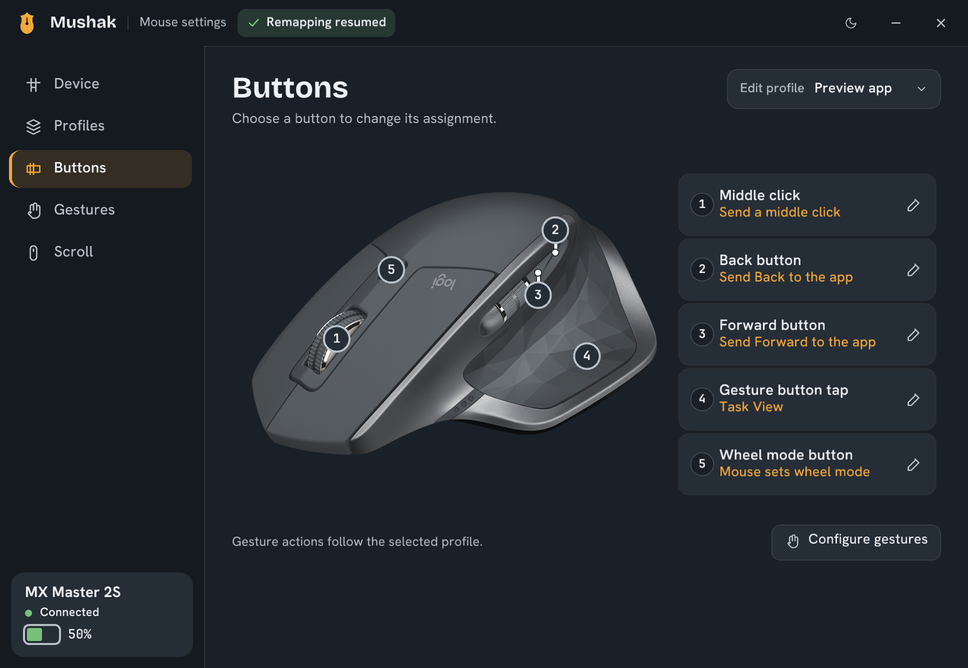 Mushak
Mouse settings
Remapping resumed
Device
Profiles
Buttons
Gestures
Scroll
MX Master 2S
Connected
50%
Buttons
Choose a button to change its assignment.
Edit profile Preview app
logi
5
1
2
3
4
1 Middle click
Send a middle click
2 Back button
Send Back to the app
3 Forward button
Send Forward to the app
4 Gesture button tap
Task View
5 Wheel mode button
Mouse sets wheel mode
Gesture actions follow the selected profile.
Configure gestures